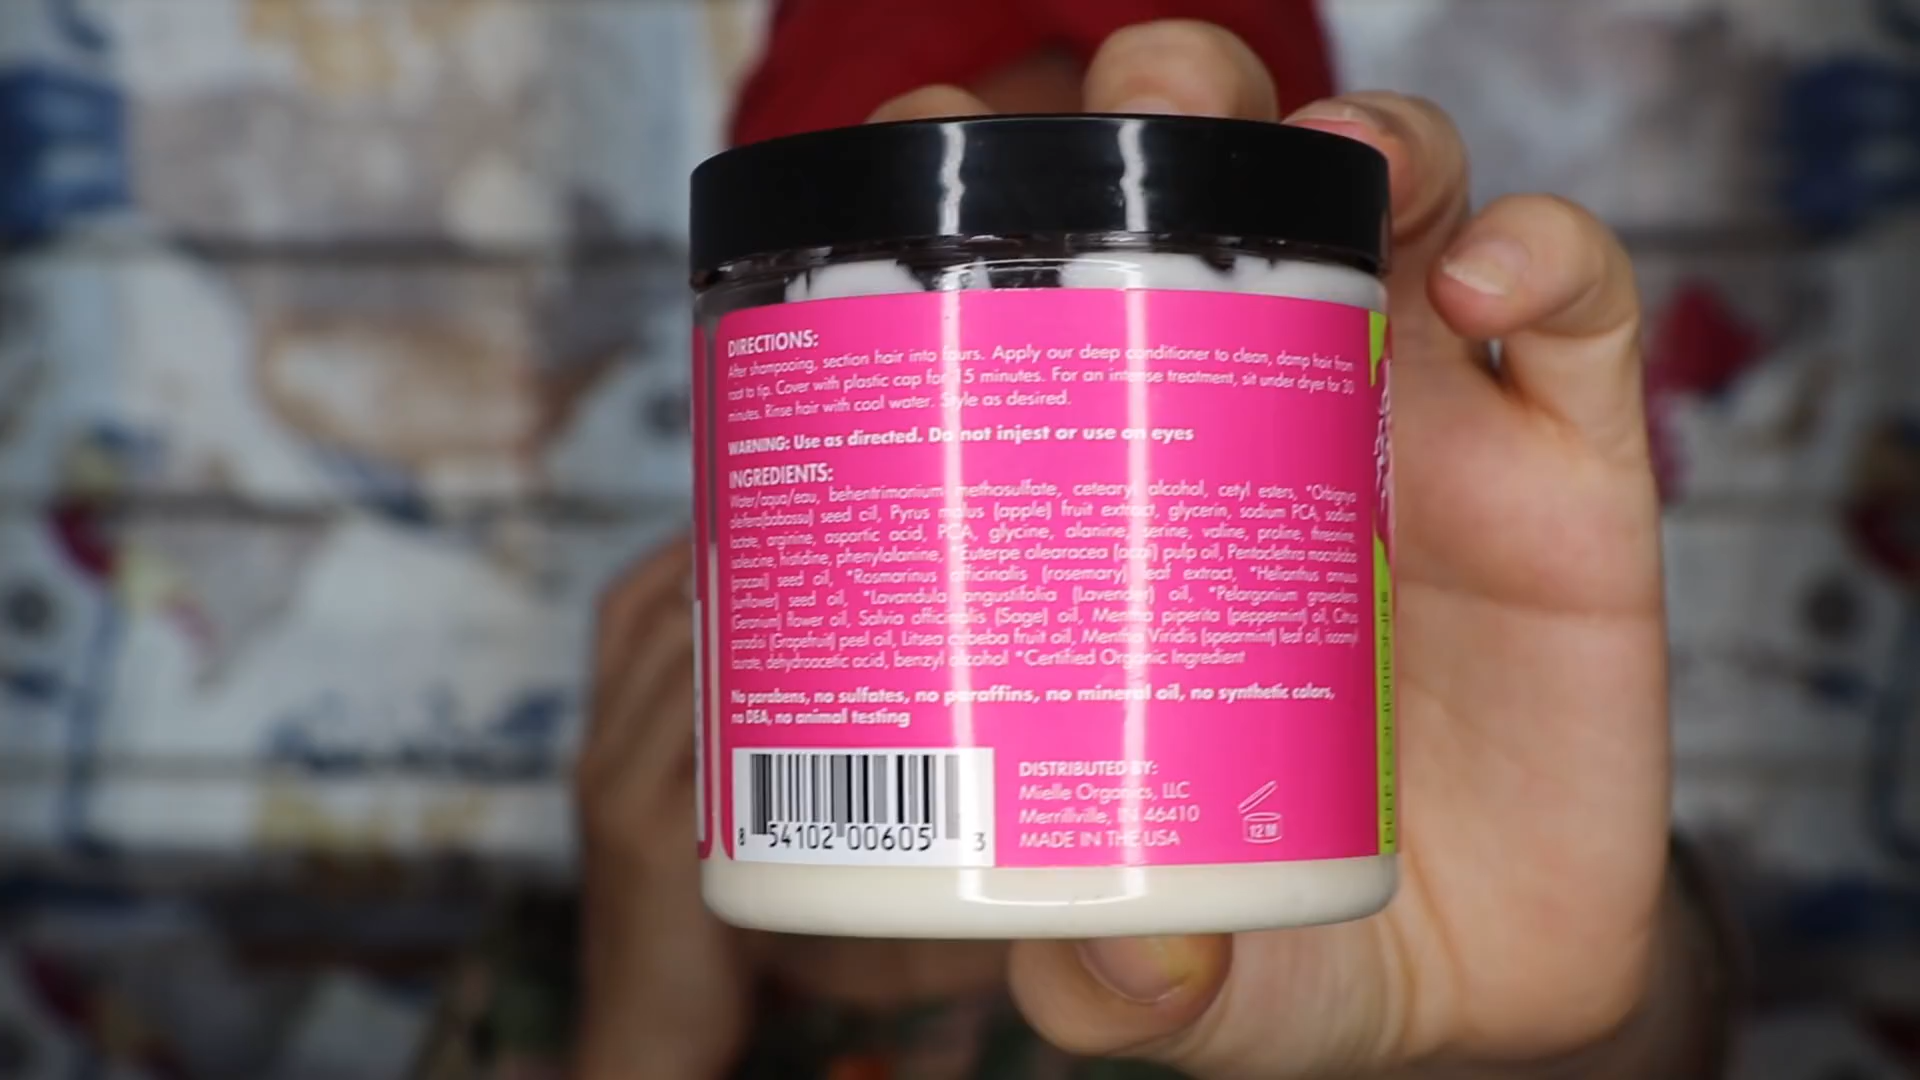 DIRECTIONS:
After shampooing, section hair into fours. Apply our deep conditioner to clean, damp hair from
root to tip. Cover with plastic cap for 15 minutes. For an intense treatment, sit under dryer for 30
minutes. Rinse hair with cool water. Style as desired.
WARNING: Use as directed. Do not injest or use on eyes
INGREDIENTS:
Water/aqua/eau, behentrimonium methosulfate, cetearyl alcohol, cetyl esters, *Orbignya
oleifera(babassu) seed oil, Pyrus malus (apple) fruit extract, glycerin, sodium PCA, sodium
lactate, arginine, aspartic acid, PCA, glycine, alanine, serine, valine, proline, threonine,
isoleucine, histidine, phenylalanine, *Euterpe olearacea (acai) pulp oil, Pentaclethra macroloba
(pracaxi) seed oil, *Rosmarinus officinalis (rosemary) leaf extract, *Helianthus annus
(sunflower) seed oil, *Lavandula angustifolia (Lavender) oil, *Pelargonium graveolens
(Geranium) flower oil, Salvia officinalis (Sage) oil, Mentha piperita (peppermint) oil, Citrus
paradisi (Grapefruit) peel oil, Litsea cubeba fruit oil, Mentha Viridis (spearmint) leaf oil, isoamyl
laurate, dehydroacetic acid, benzyl alcohol *Certified Organic Ingredient
No parabens, no sulfates, no paraffins, no mineral oil, no synthetic colors,
no DEA, no animal testing
8 54102 00605 3
DISTRIBUTED BY:
Mielle Organics, LLC
Merrillville, IN 46410
MADE IN THE USA
12 M
DEEP CONDITIONER